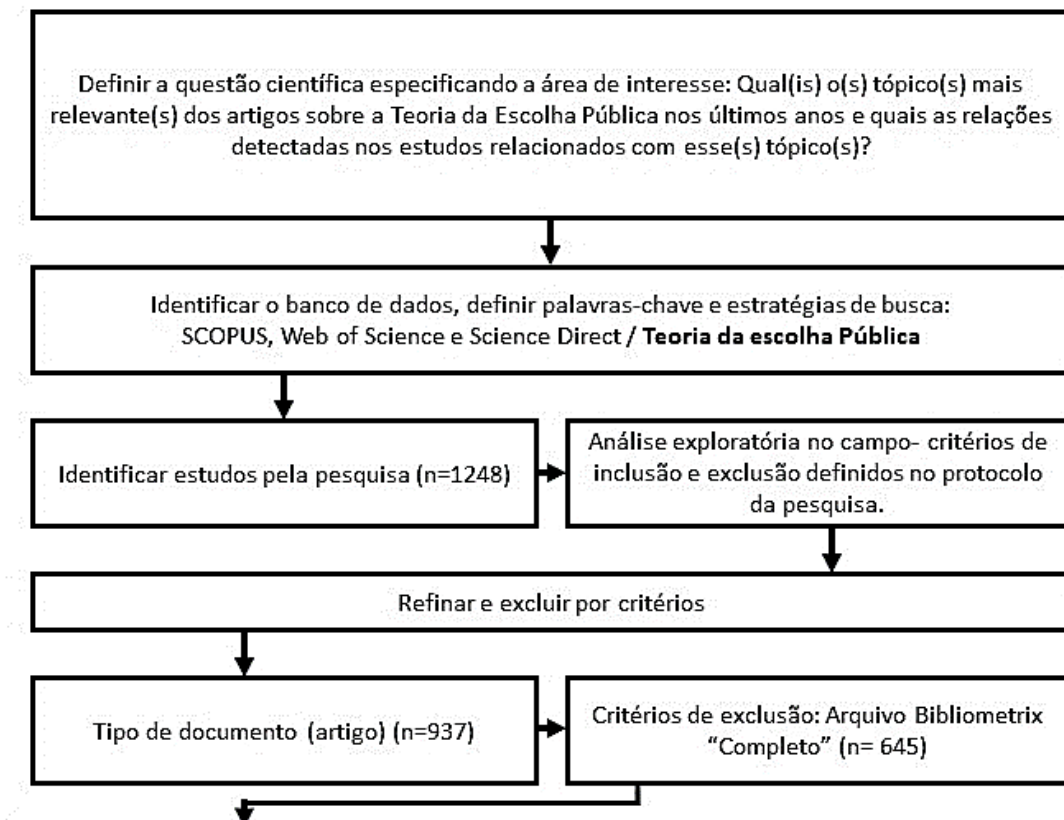 Definir a questão científica especificando a área de interesse: Qual(is) o(s) tópico(s) mais
relevante(s) dos artigos sobre a Teoria da Escolha Pública nos últimos anos e quais as relações
detectadas nos estudos relacionados com esse(s) tópico(s)?
Identificar o banco de dados, definir palavras-chave e estratégias de busca:
SCOPUS, Web of Science e Science Direct / Teoria da escolha Pública
Identificar estudos pela pesquisa (n=1248)
Análise exploratória no campo- critérios de
inclusão e exclusão definidos no protocolo
da pesquisa.
Refinar e excluir por critérios
Tipo de documento (artigo) (n=937)
Critérios de exclusão: Arquivo Bibliometrix
“Completo” (n= 645)